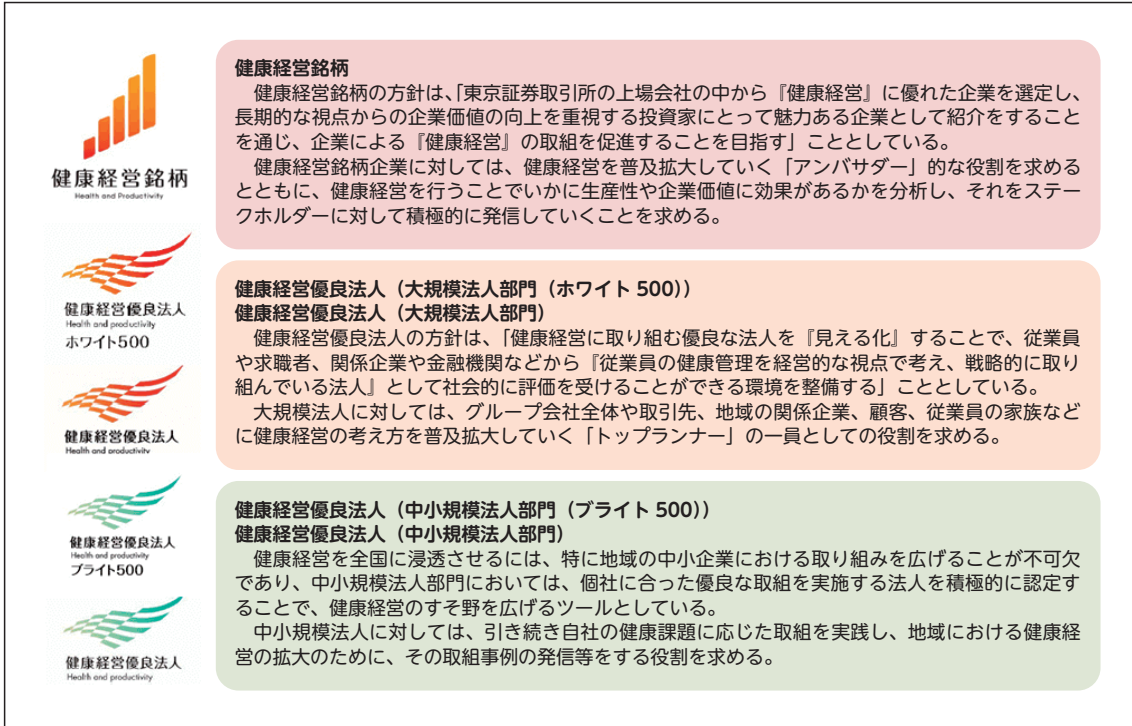 健康経営銘柄
Health and Productivity
健康経営優良法人
Health and productivity
ホワイト500
健康経営優良法人
Health and productivity
健康経営優良法人
Health and productivity
ブライト500
健康経営優良法人
Health and productivity
健康経営銘柄
健康経営銘柄の方針は、「東京証券取引所の上場会社の中から『健康経営』に優れた企業を選定し、
長期的な視点からの企業価値の向上を重視する投資家にとって魅力ある企業として紹介をすること
を通じ、企業による『健康経営』の取組を促進することを目指す」こととしている。
健康経営銘柄企業に対しては、健康経営を普及拡大していく「アンバサダー」的な役割を求める
とともに、健康経営を行うことでいかに生産性や企業価値に効果があるかを分析し、それをステー
クホルダーに対して積極的に発信していくことを求める。
健康経営優良法人（大規模法人部門（ホワイト 500））
健康経営優良法人（大規模法人部門）
健康経営優良法人の方針は、「健康経営に取り組む優良な法人を『見える化』することで、従業員
や求職者、関係企業や金融機関などから『従業員の健康管理を経営的な視点で考え、戦略的に取り
組んでいる法人』として社会的に評価を受けることができる環境を整備する」こととしている。
大規模法人に対しては、グループ会社全体や取引先、地域の関係企業、顧客、従業員の家族など
に健康経営の考え方を普及拡大していく「トップランナー」の一員としての役割を求める。
健康経営優良法人（中小規模法人部門（ブライト 500））
健康経営優良法人（中小規模法人部門）
健康経営を全国に浸透させるには、特に地域の中小企業における取り組みを広げることが不可欠
であり、中小規模法人部門においては、個社に合った優良な取組を実施する法人を積極的に認定す
ることで、健康経営のすそ野を広げるツールとしている。
中小規模法人に対しては、引き続き自社の健康課題に応じた取組を実践し、地域における健康経
営の拡大のために、その取組事例の発信等をする役割を求める。